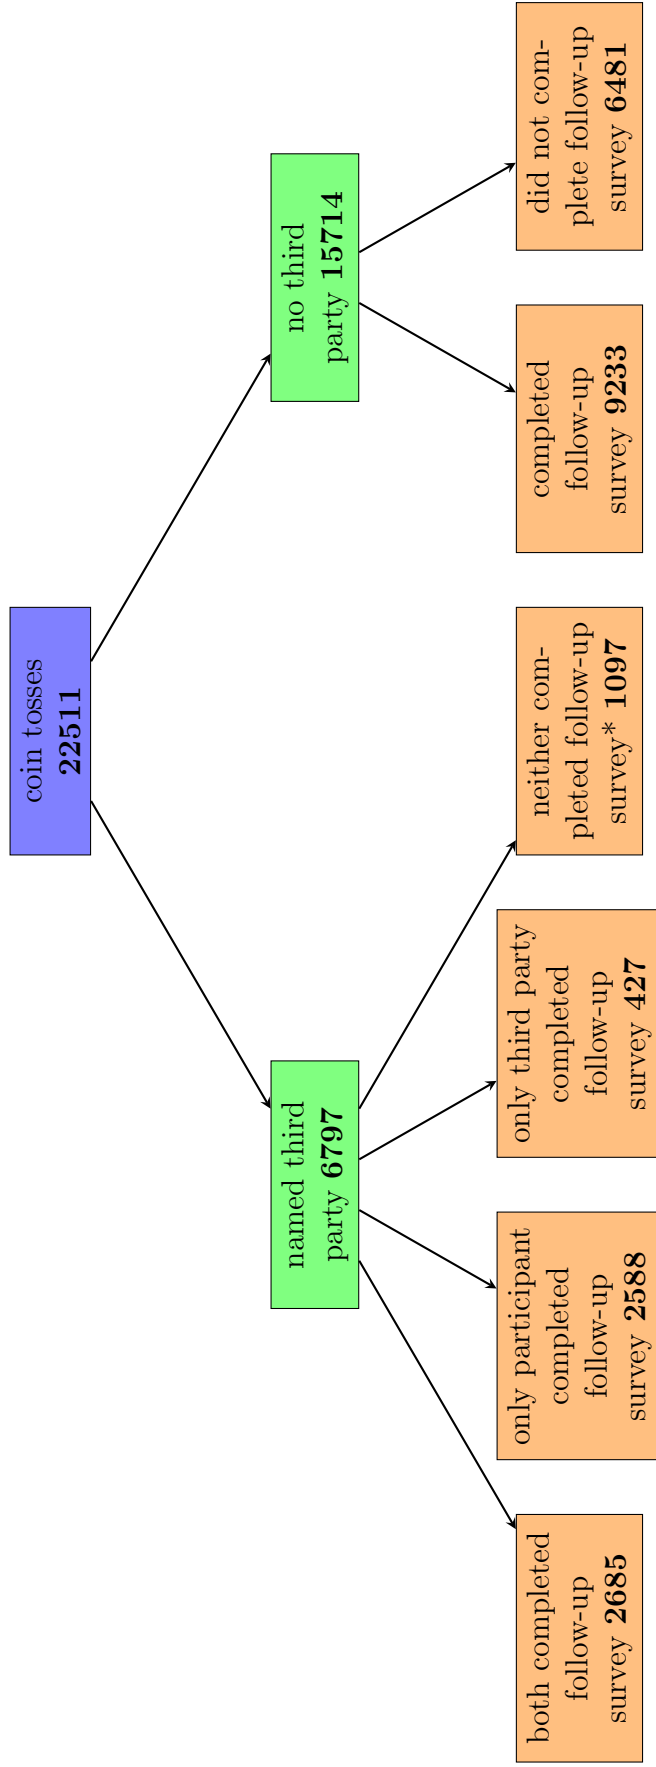 coin tosses
22511
named third
party 6797
no third
party 15714
both completed
follow-up
survey 2685
only participant
completed
follow-up
survey 2588
only third party
completed
follow-up
survey 427
neither com-
pleted follow-up
survey* 1097
completed
follow-up
survey 9233
did not com-
plete follow-up
survey 6481